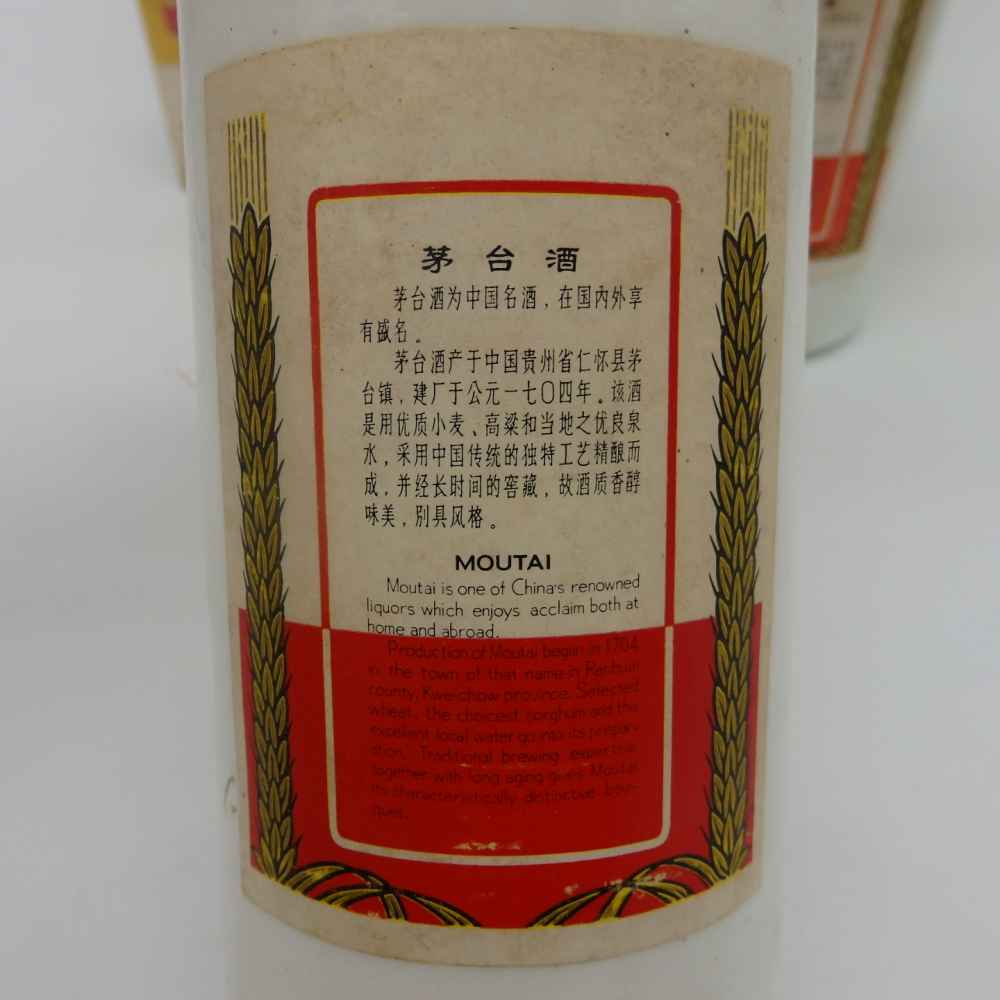 茅台酒
茅台酒为中国名酒，在国内外享
有盛名。
茅台酒产于中国贵州省仁怀县茅
台镇，建厂于公元一七〇四年。该酒
是用优质小麦、高粱和当地之优良泉
水，采用中国传统的独特工艺精酿而
成，并经长时间的窖藏，故酒质香醇
味美，别具风格。
MOUTAI
Moutai is one of China's renowned
liquors which enjoys acclaim both at
home and abroad.
Production of Moutai began in 1704
in the town of that name in Renhuai
county, Kweichow province. Selected
wheat, the choicest sorghum and the
excellent local water go into its prepar-
ation. Traditional brewing expertise
together with long aging gives Moutai
its characteristically distinctive bou-
quet.